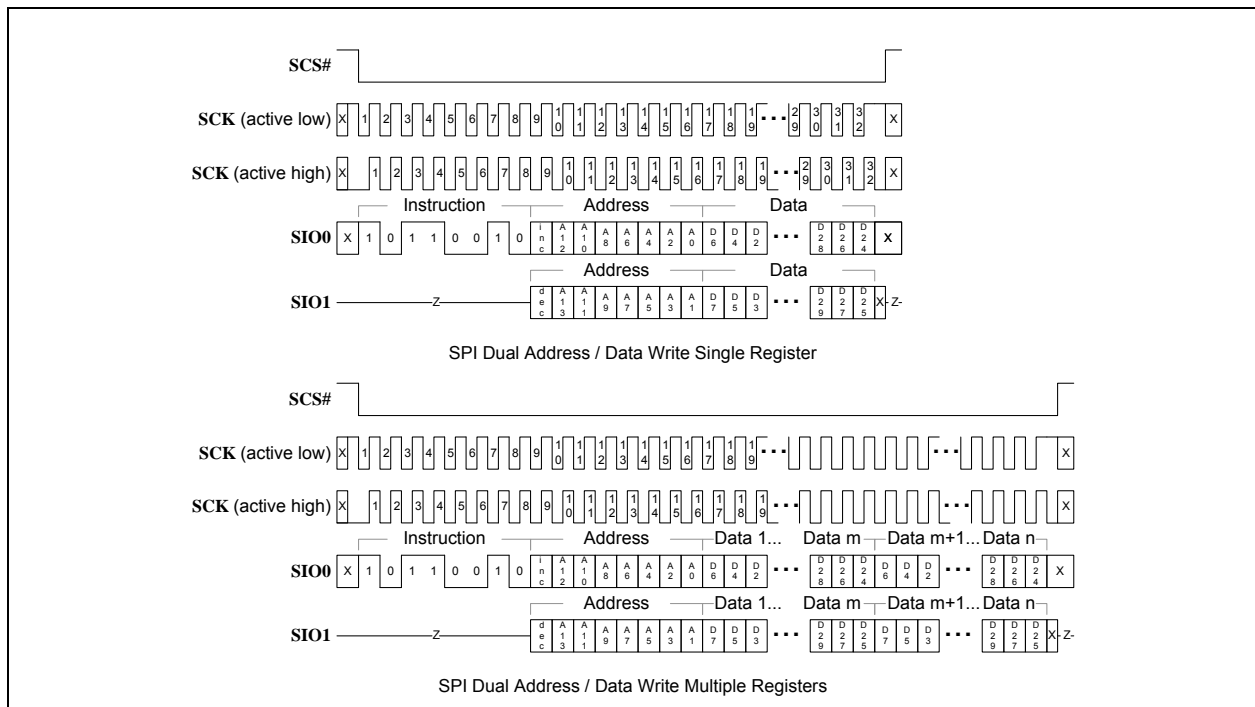 SCS#
SCK (active low) X 1 2 3 4 5 6 7 8 9 10 11 12 13 14 15 16 17 18 19 ... 29 30 31 32 X
SCK (active high) X 1 2 3 4 5 6 7 8 9 10 11 12 13 14 15 16 17 18 19 ... 29 30 31 32 X
Instruction Address Data
SIO0 X 1 0 1 1 0 0 1 0 inc A12 A10 A8 A6 A4 A2 A0 D6 D4 D2 ... D28 D26 D24 X
Address Data
SIO1 Z dec A13 A11 A9 A7 A5 A3 A1 D7 D5 D3 ... D29 D27 D25 X Z
SPI Dual Address / Data Write Single Register
SCS#
SCK (active low) X 1 2 3 4 5 6 7 8 9 10 11 12 13 14 15 16 17 18 19 ... ... X
SCK (active high) X 1 2 3 4 5 6 7 8 9 10 11 12 13 14 15 16 17 18 19 ... ... X
Instruction Address Data 1... Data m Data m+1... Data n
SIO0 X 1 0 1 1 0 0 1 0 inc A12 A10 A8 A6 A4 A2 A0 D6 D4 D2 ... D28 D26 D24 D6 D4 D2 ... D28 D26 D24 X
Address Data 1... Data m Data m+1... Data n
SIO1 Z dec A13 A11 A9 A7 A5 A3 A1 D7 D5 D3 ... D29 D27 D25 D7 D5 D3 ... D29 D27 D25 X Z
SPI Dual Address / Data Write Multiple Registers